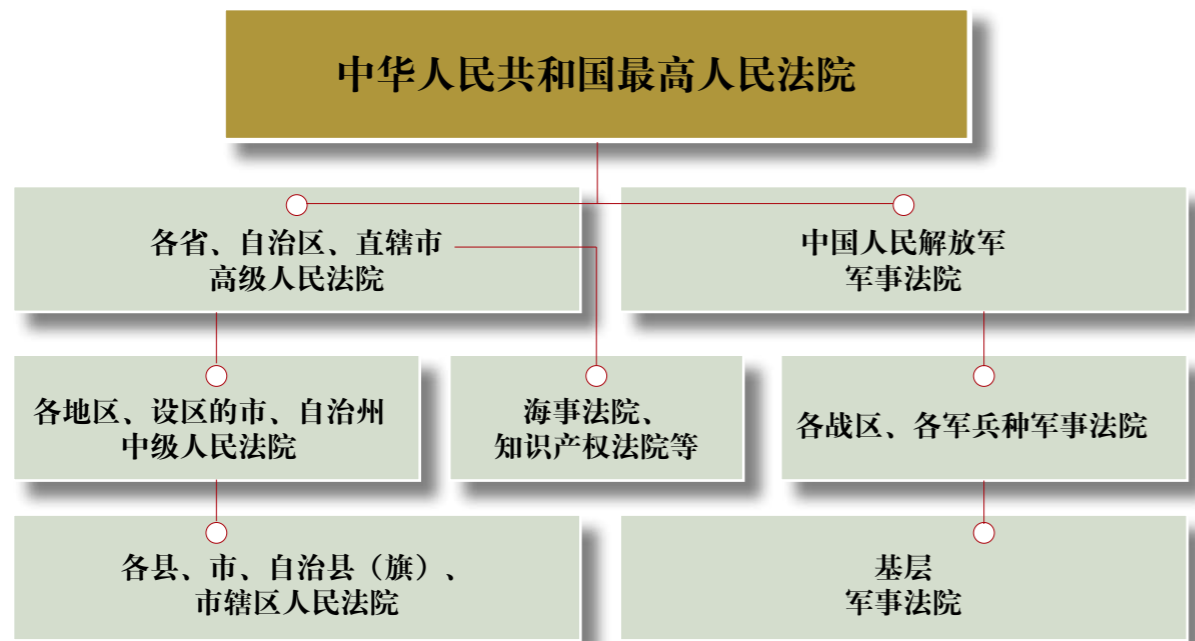 中华人民共和国最高人民法院
各省、自治区、直辖市
高级人民法院
中国人民解放军
军事法院
各地区、设区的市、自治州
中级人民法院
海事法院、
知识产权法院等
各战区、各军兵种军事法院
各县、市、自治县（旗）、
市辖区人民法院
基层
军事法院